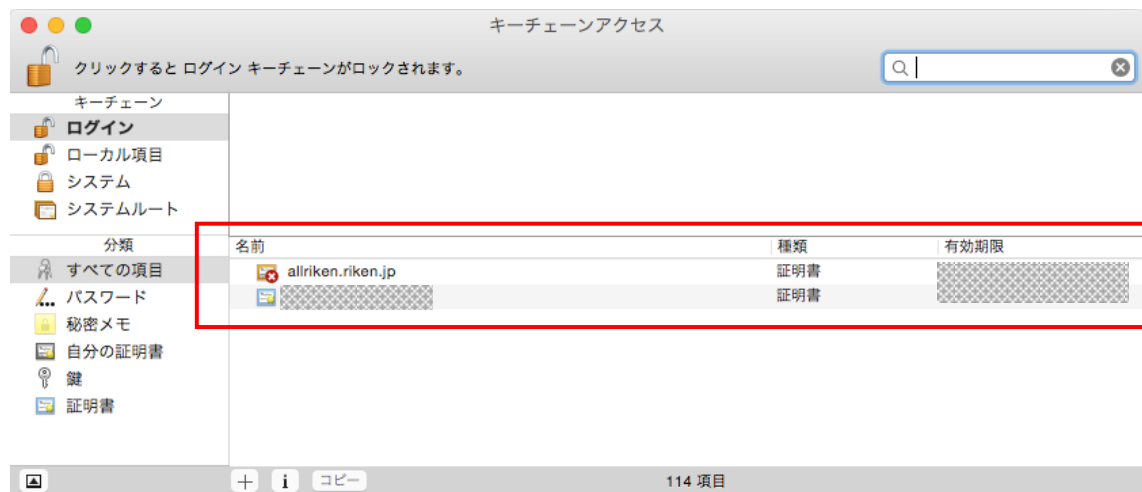 キーチェーンアクセス
クリックすると ログイン キーチェーンがロックされます。
キーチェーン
ログイン
ローカル項目
システム
システムルート
分類
すべての項目
パスワード
秘密メモ
自分の証明書
鍵
証明書
名前 種類 有効期限
allriken.riken.jp 証明書
証明書
コピー
114 項目